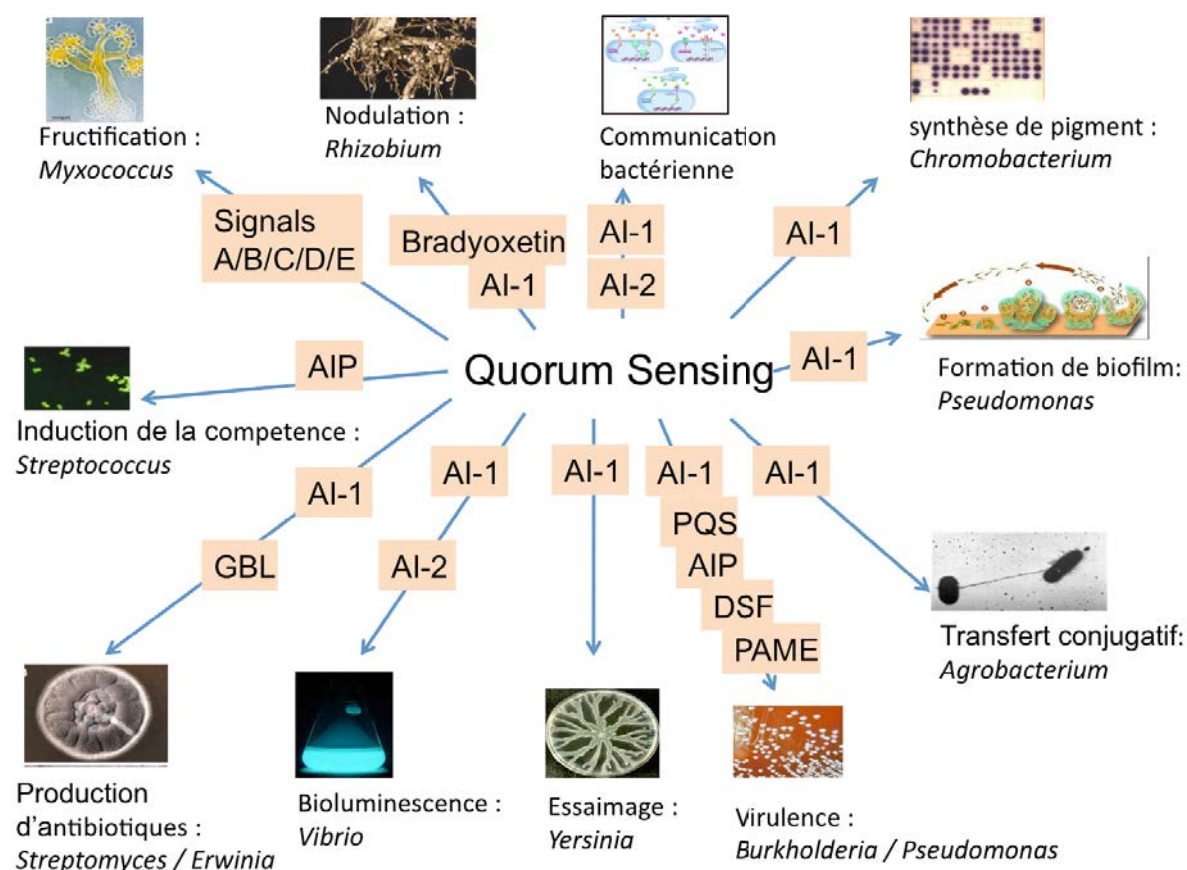 Fructification :
Myxococcus
Nodulation :
Rhizobium
Communication
bactérienne
synthèse de pigment :
Chromobacterium
Signals
A/B/C/D/E
Bradyoxetin
AI-1
AI-1
AI-2
AI-1
Quorum Sensing
AI-1
Formation de biofilm:
Pseudomonas
AIP
Induction de la competence :
Streptococcus
AI-1
GBL
AI-1
AI-2
AI-1
AI-1
PQS
AIP
DSF
PAME
AI-1
Transfert conjugatif:
Agrobacterium
Production
d'antibiotiques :
Streptomyces / Erwinia
Bioluminescence :
Vibrio
Essaimage :
Yersinia
Virulence :
Burkholderia / Pseudomonas